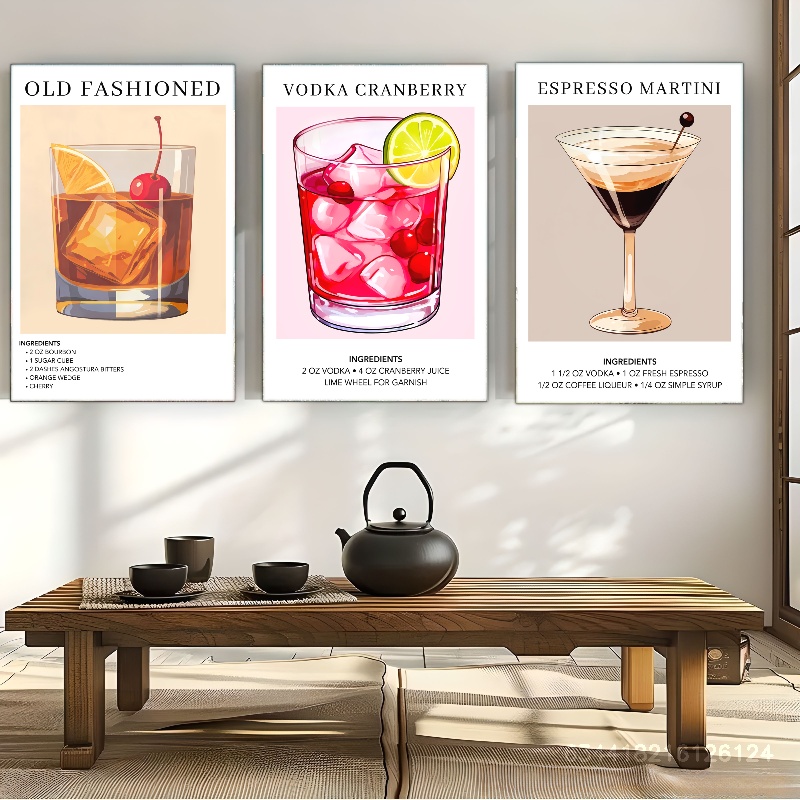 OLD FASHIONED
INGREDIENTS
• 2 OZ BOURBON
• 1 SUGAR CUBE
• 2 DASHES ANGOSTURA BITTERS
• ORANGE WEDGE
• CHERRY
VODKA CRANBERRY
INGREDIENTS
2 OZ VODKA • 4 OZ CRANBERRY JUICE
LIME WHEEL FOR GARNISH
ESPRESSO MARTINI
INGREDIENTS
1 1/2 OZ VODKA • 1 OZ FRESH ESPRESSO
1/2 OZ COFFEE LIQUEUR • 1/4 OZ SIMPLE SYRUP